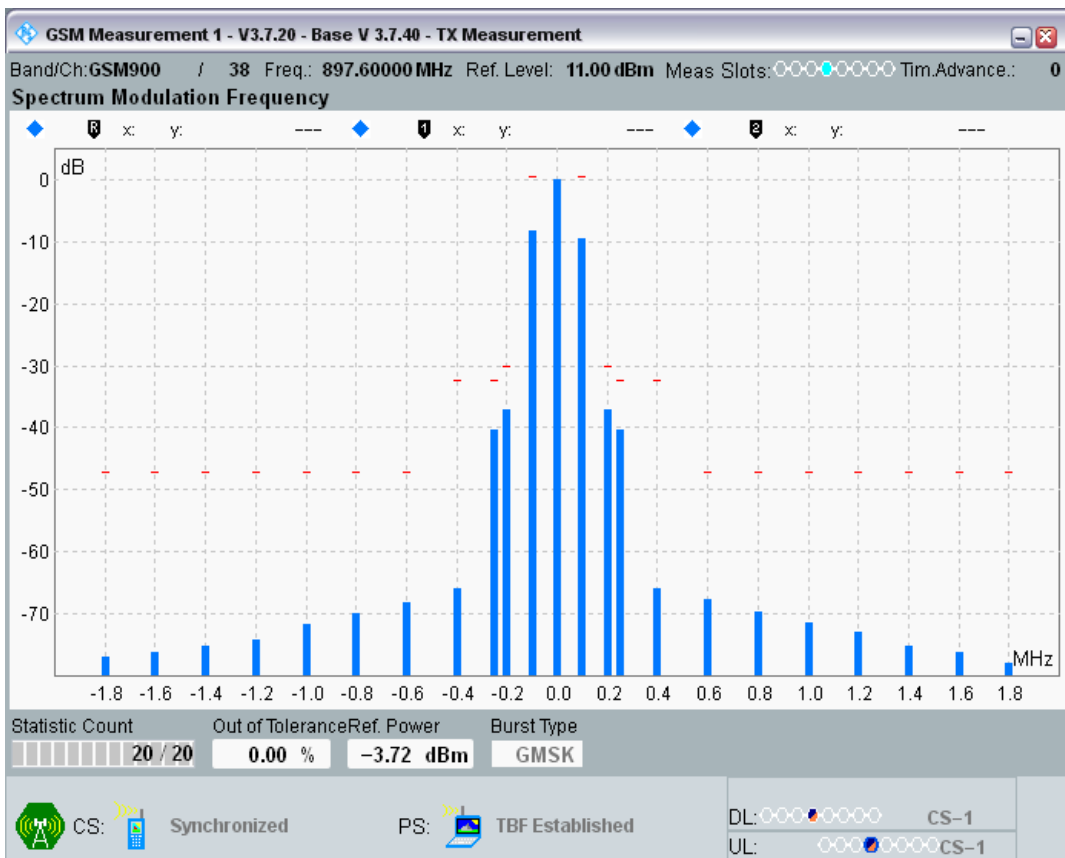 GSM Measurement 1 - V3.7.20 - Base V 3.7.40 - TX Measurement
Band/Ch:GSM900 / 38 Freq.: 897.60000 MHz Ref. Level: 11.00 dBm Meas Slots: Tim.Advance.: 0
Spectrum Modulation Frequency
R x: y: --- 1 x: y: --- 2 x: y: ---
dB
0
-10
-20
-30
-40
-50
-60
-70
MHz
-1.8 -1.6 -1.4 -1.2 -1.0 -0.8 -0.6 -0.4 -0.2 0.0 0.2 0.4 0.6 0.8 1.0 1.2 1.4 1.6 1.8
Statistic Count Out of Tolerance Ref. Power Burst Type
20 / 20 0.00 % -3.72 dBm GMSK
CS: Synchronized PS: TBF Established
DL: CS-1
UL: CS-1